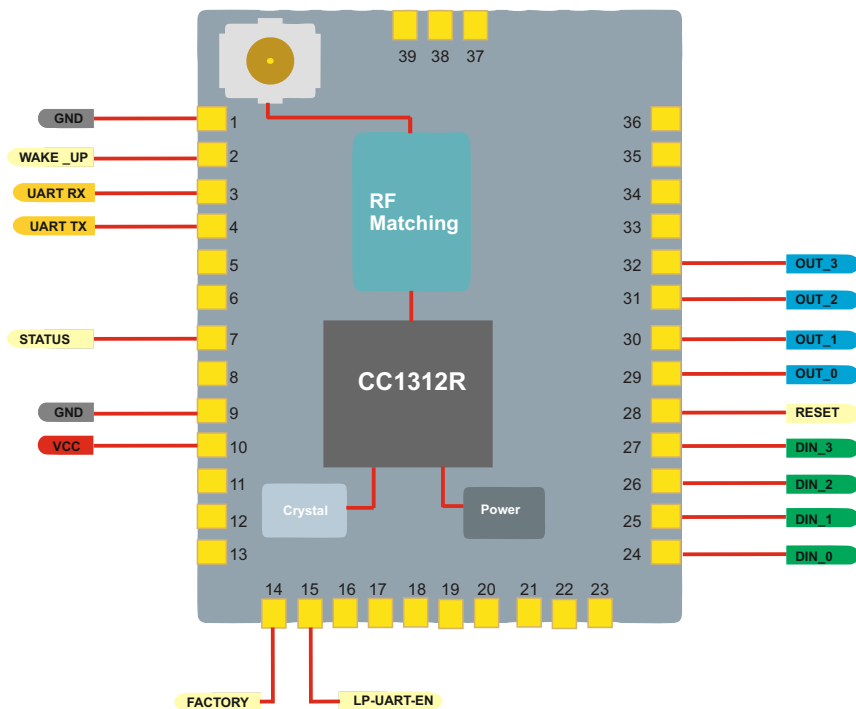 39 38 37
GND 1 36
WAKE _UP 2 35
UART RX 3 34
UART TX 4 33
RF
Matching
5 32 OUT_3
6 31 OUT_2
STATUS 7 30 OUT_1
CC1312R
8 29 OUT_0
GND 9 28 RESET
VCC 10 27 DIN_3
11 26 DIN_2
Crystal Power
12 25 DIN_1
13 24 DIN_0
14 15 16 17 18 19 20 21 22 23
FACTORY LP-UART-EN